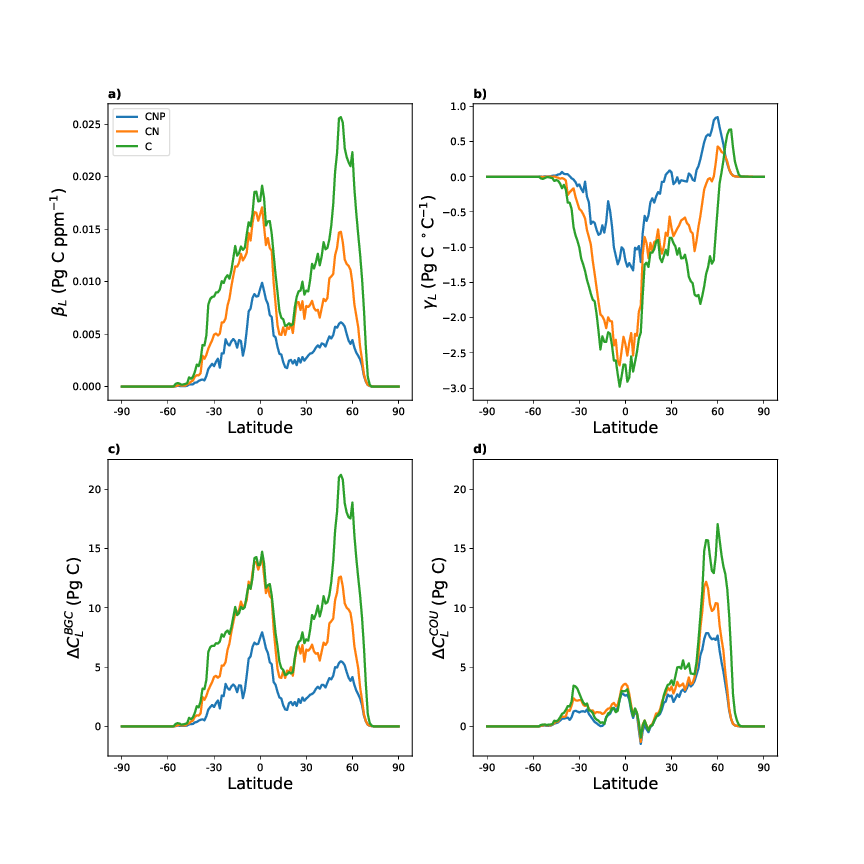 a)
CNP
CN
C
0.025
0.020
0.015
0.010
0.005
0.000
β_L (Pg C ppm⁻¹)
-90 -60 -30 0 30 60 90
Latitude
b)
1.0
0.5
0.0
−0.5
−1.0
−1.5
−2.0
−2.5
−3.0
γ_L (Pg C °C⁻¹)
-90 -60 -30 0 30 60 90
Latitude
c)
20
15
10
5
0
ΔC_L^BGC (Pg C)
-90 -60 -30 0 30 60 90
Latitude
d)
20
15
10
5
0
ΔC_L^COU (Pg C)
-90 -60 -30 0 30 60 90
Latitude